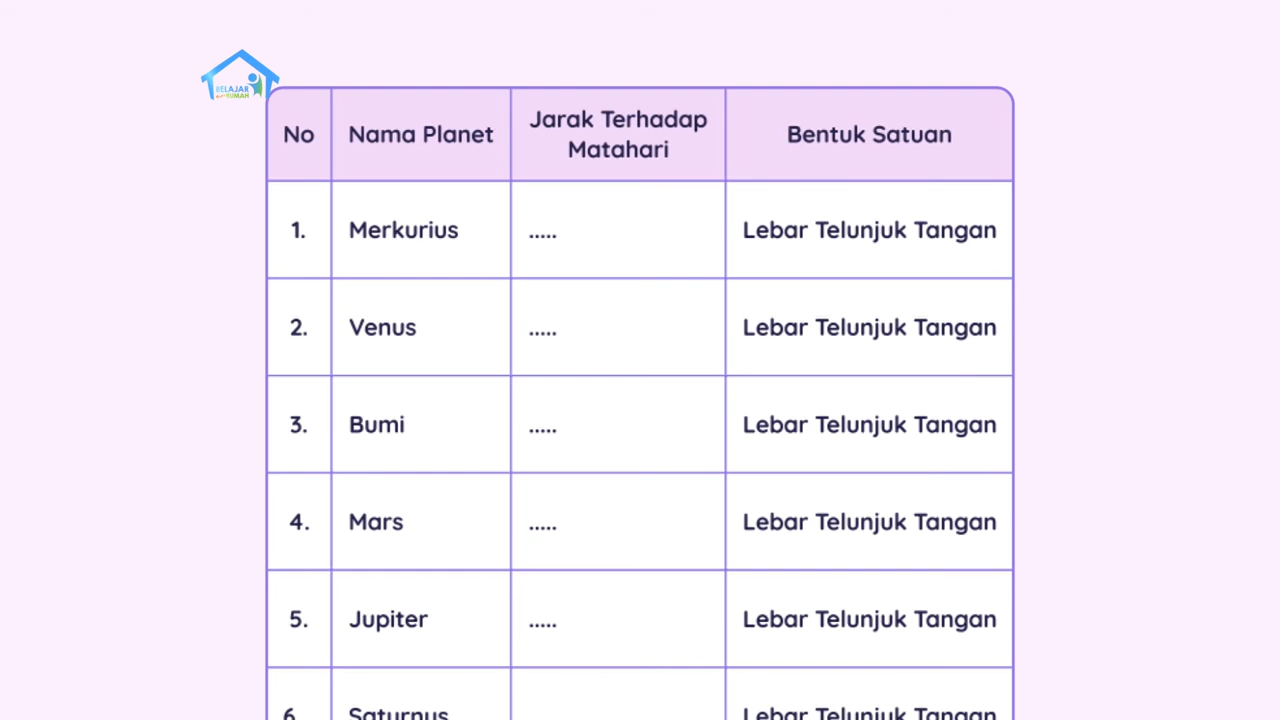 BELAJAR
RUMAH
No
Nama Planet
Jarak Terhadap
Matahari
Bentuk Satuan
1.
Merkurius
.....
Lebar Telunjuk Tangan
2.
Venus
.....
Lebar Telunjuk Tangan
3.
Bumi
.....
Lebar Telunjuk Tangan
4.
Mars
.....
Lebar Telunjuk Tangan
5.
Jupiter
.....
Lebar Telunjuk Tangan
6.
Saturnus
Lebar Telunjuk Tangan